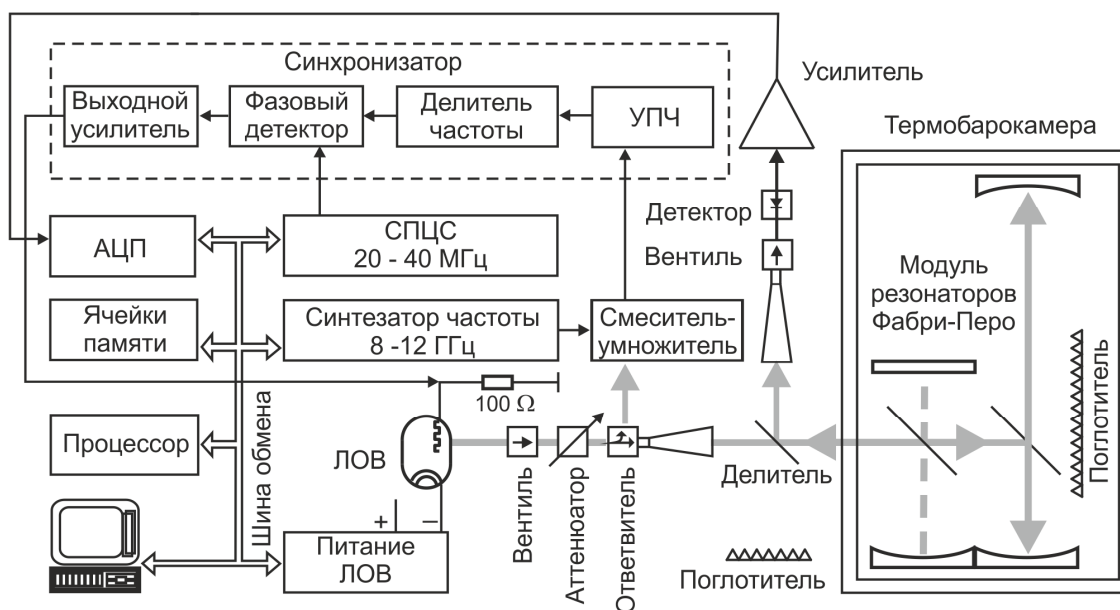 Синхронизатор
Выходной
усилитель
Фазовый
детектор
Делитель
частоты
УПЧ
Усилитель
Термобарокамера
АЦП
СПЦС
20 - 40 МГц
Детектор
Вентиль
Ячейки
памяти
Синтезатор частоты
8 -12 ГГц
Смеситель-
умножитель
Модуль
резонаторов
Фабри-Перо
100 Ω
Процессор
Шина обмена
ЛОВ
+
–
Питание
ЛОВ
Вентиль
Аттенюатор
Ответвитель
Делитель
Поглотитель
Поглотитель